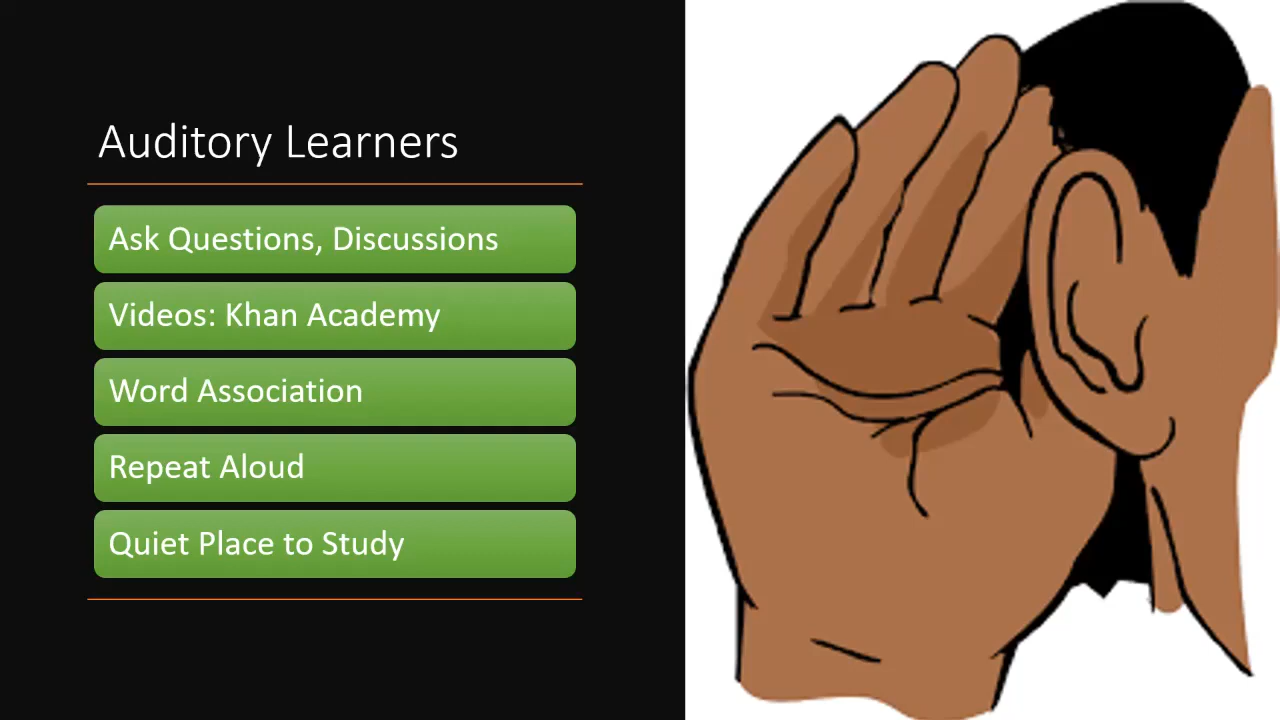 Auditory Learners
Ask Questions, Discussions
Videos: Khan Academy
Word Association
Repeat Aloud
Quiet Place to Study